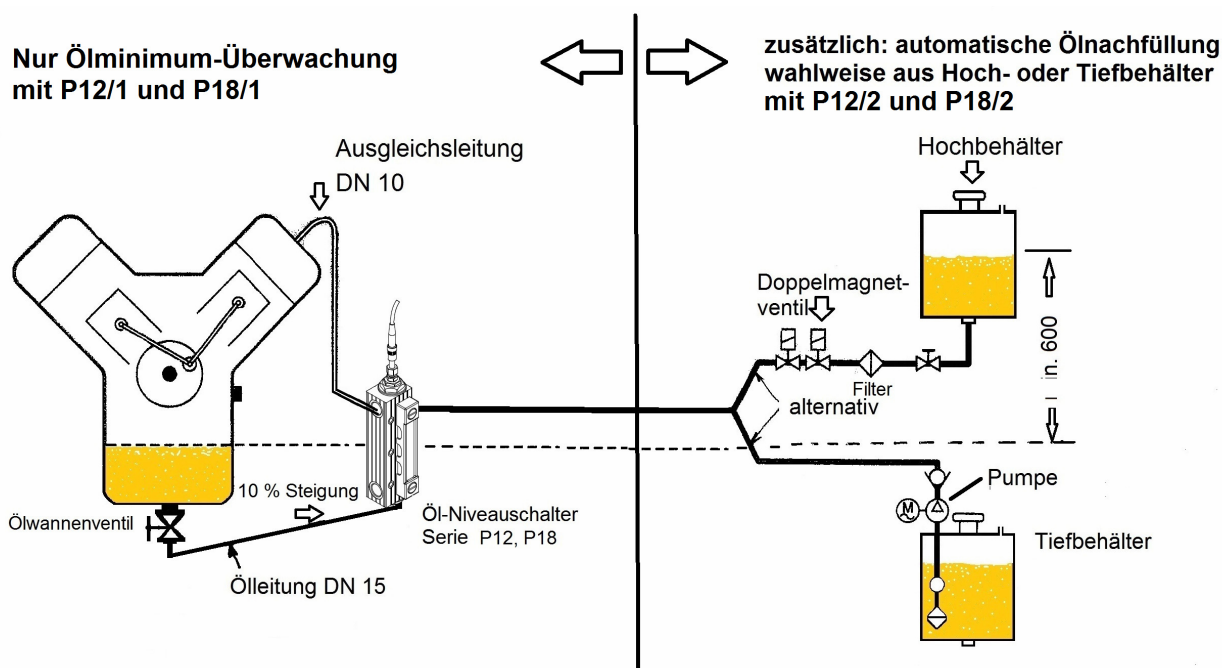 Nur Ölminimum-Überwachung
mit P12/1 und P18/1
zusätzlich: automatische Ölnachfüllung
wahlweise aus Hoch- oder Tiefbehälter
mit P12/2 und P18/2
Ausgleichsleitung
DN 10
Hochbehälter
Doppelmagnet-
ventil
Filter
in. 600
alternativ
10 % Steigung
Ölwannenventil
Öl-Niveauschalter
Serie P12, P18
Ölleitung DN 15
Pumpe
M
Tiefbehälter